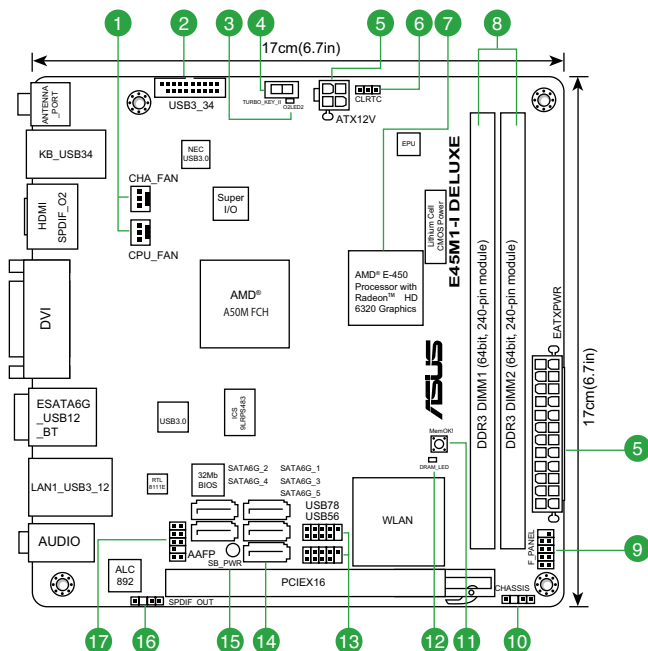 1
2
3
4
5
6
7
8
17cm(6.7in)
ANTENNA
_PORT
USB3_34
TURBO_KEY_II
O2LED2
ATX12V
CLRTC
KB_USB34
NEC
USB3.0
EPU
CHA_FAN
HDMI
SPDIF_O2
Super
I/O
CPU_FAN
Lithium Cell
CMOS Power
E45M1-I DELUXE
DDR3 DIMM1 (64bit, 240-pin module)
DDR3 DIMM2 (64bit, 240-pin module)
DVI
AMD®
A50M FCH
AMD® E-450
Processor with
Radeon™ HD
6320 Graphics
EATXPWR
17cm(6.7in)
ASUS
ESATA6G
_USB12
_BT
USB3.0
ICS
9LRPS483
MemOK!
DRAM_LED
5
LAN1_USB3_12
RTL
8111E
32Mb
BIOS
SATA6G_2
SATA6G_4
SATA6G_1
SATA6G_3
SATA6G_5
USB78
USB56
WLAN
AUDIO
AAFP
SB_PWR
F_PANEL
9
ALC
892
PCIEX16
CHASSIS
SPDIF_OUT
17
16
15
14
13
12
11
10